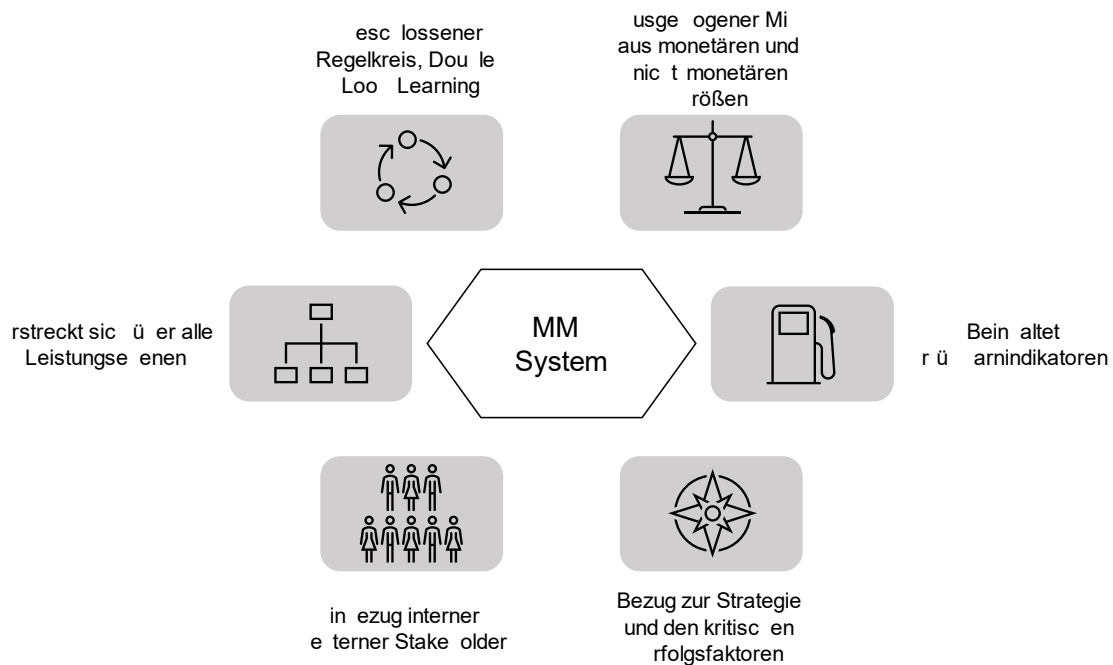 esc lossener
Regelkreis, Dou le
Loo Learning
usge ogener Mi
aus monetären und
nic t monetären
rößen
rstreckt sic ü er alle
Leistungse enen
MM
System
Bein altet
r ü arnindikatoren
in ezug interner
e terner Stake older
Bezug zur Strategie
und den kritisc en
rfolgsfaktoren